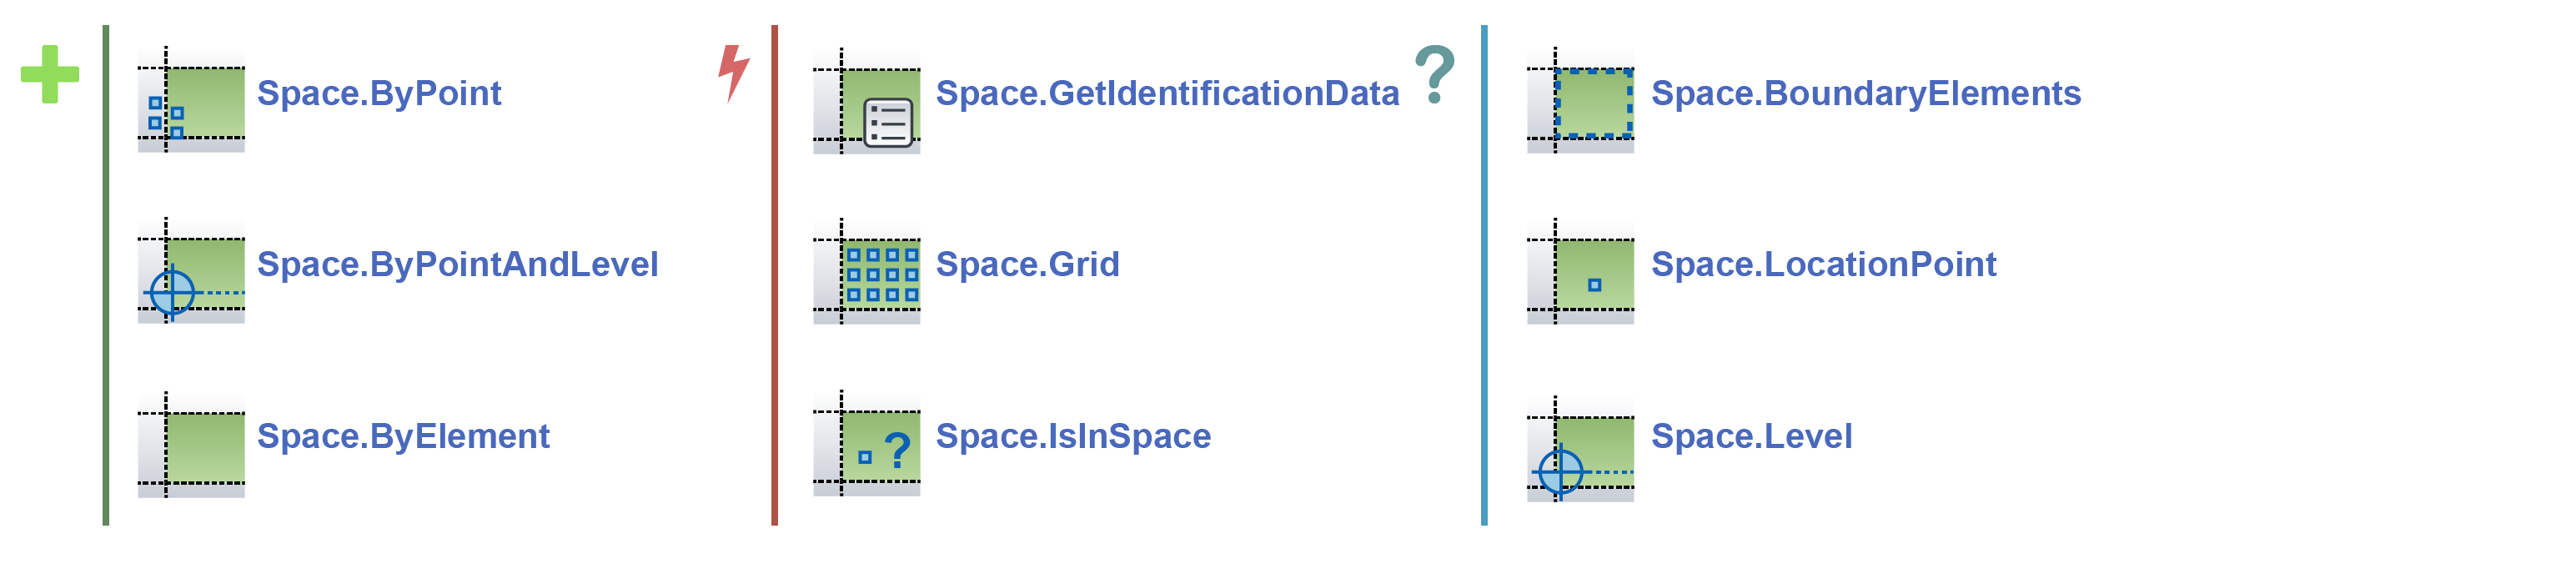 Space.ByPoint
Space.ByPointAndLevel
Space.ByElement
Space.GetIdentificationData
Space.Grid
Space.IsInSpace
Space.BoundaryElements
Space.LocationPoint
Space.Level